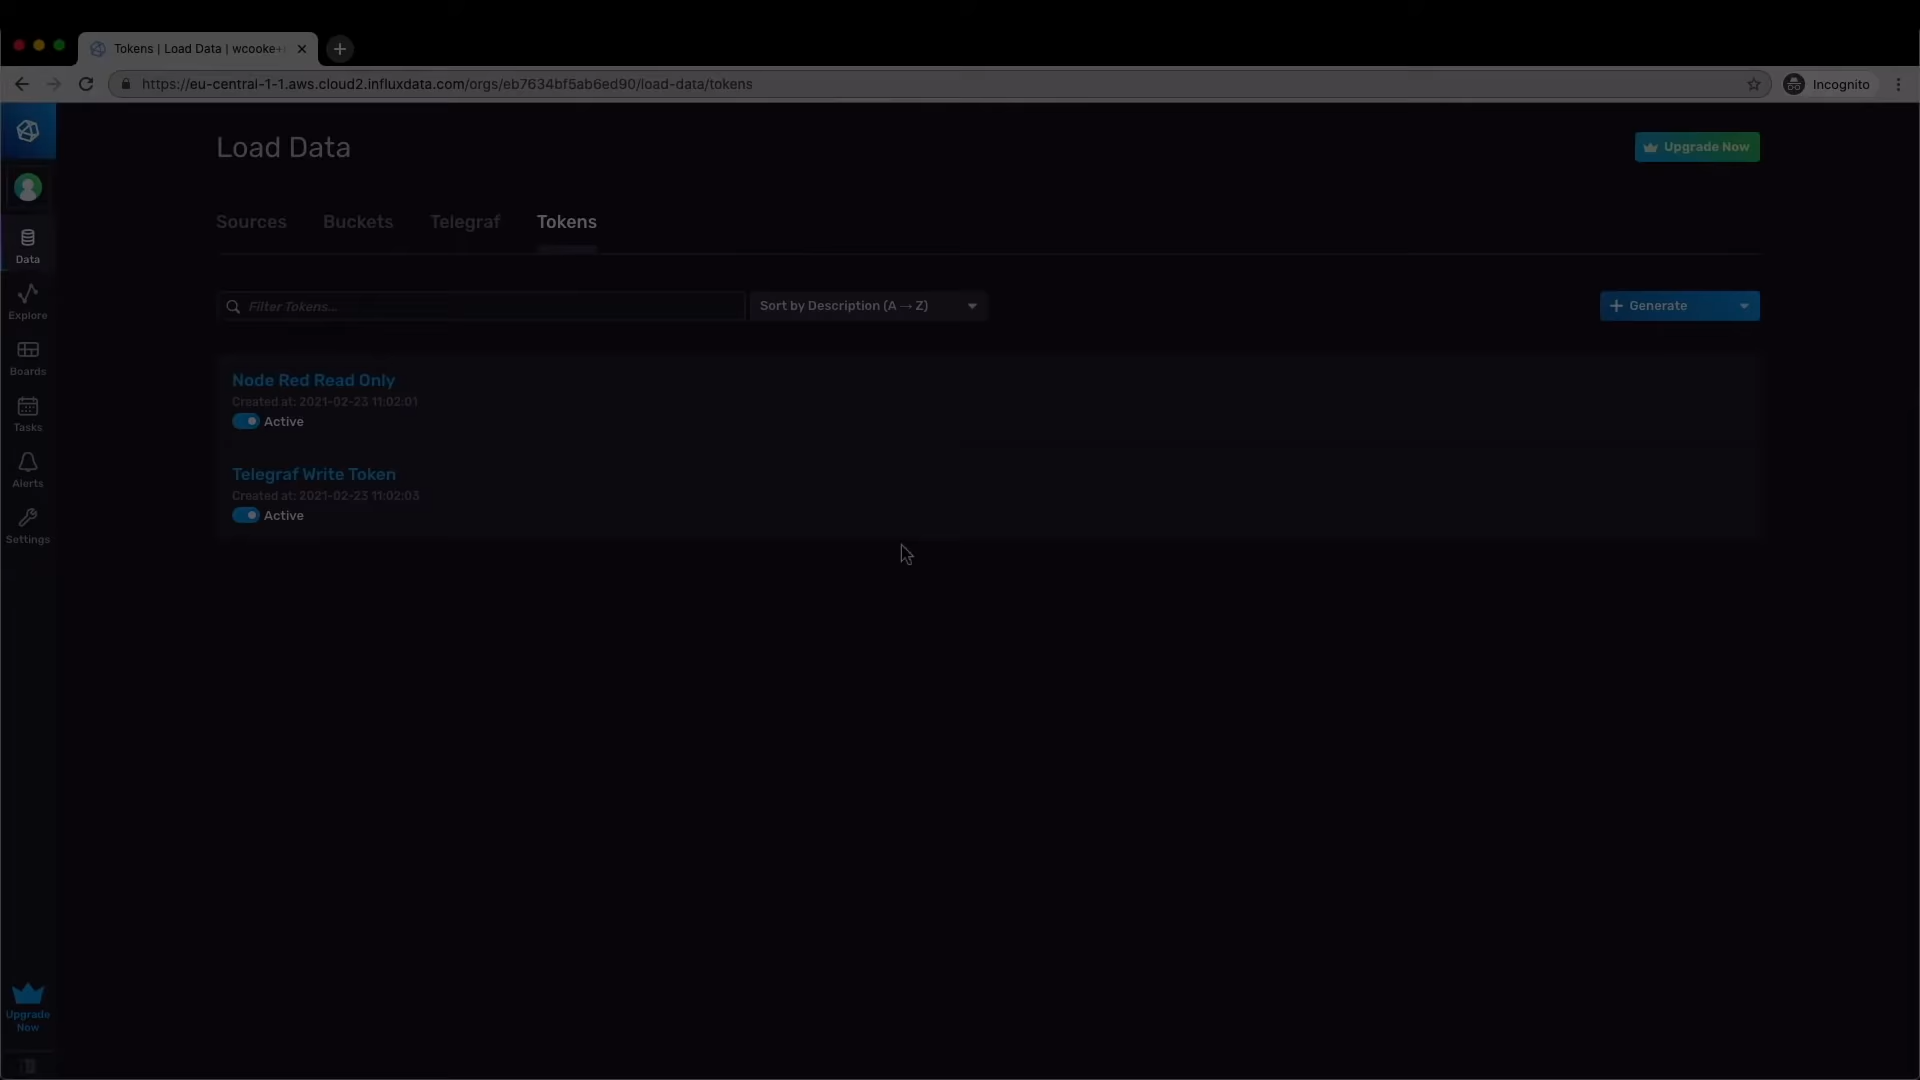 Tokens | Load Data | wcooke+
https://eu-central-1-1.aws.cloud2.influxdata.com/orgs/eb7634bf5ab6ed90/load-data/tokens
Incognito
Load Data
Upgrade Now
Sources Buckets Telegraf Tokens
Filter Tokens...
Sort by Description (A → Z)
+ Generate
Node Red Read Only
Created at: 2021-02-23 11:02:01
Active
Telegraf Write Token
Created at: 2021-02-23 11:02:03
Active
Data
Explore
Boards
Tasks
Alerts
Settings
Upgrade
Now